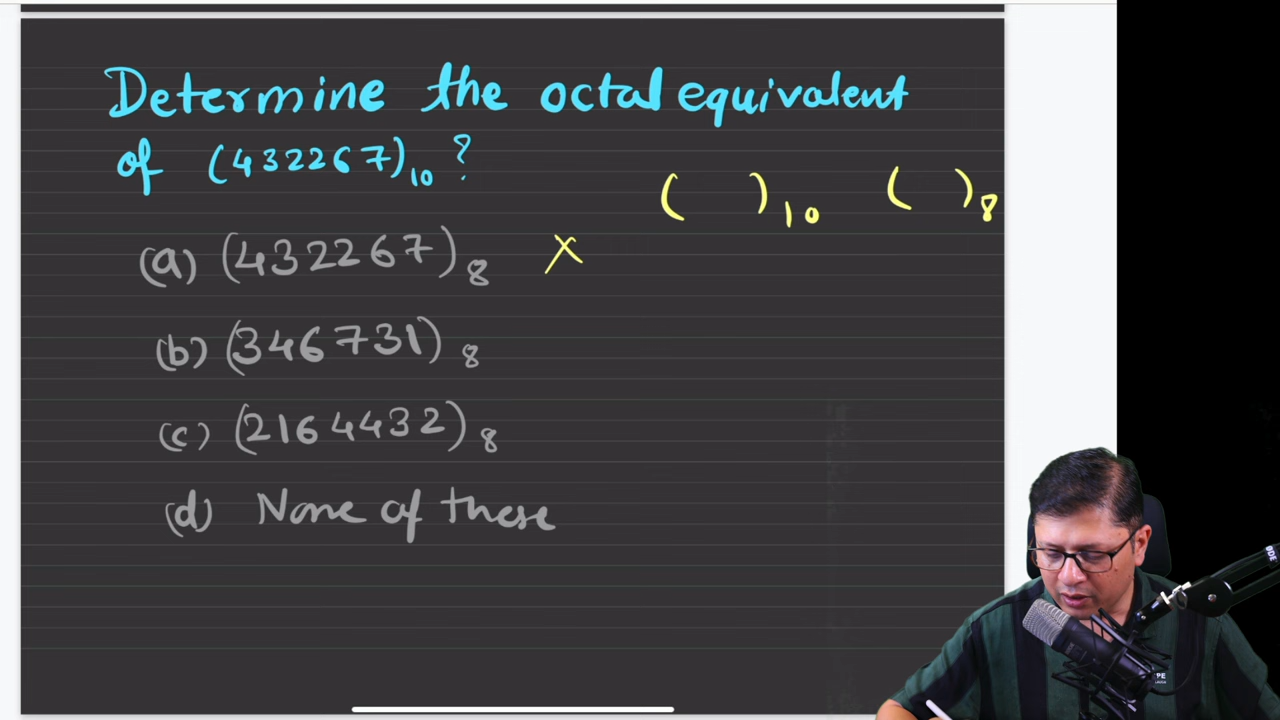 Determine the octal equivalent
of (432267)₁₀ ?
( )₁₀ ( )₈
(a) (432267)₈ X
(b) (346731)₈
(c) (2164432)₈
(d) None of these